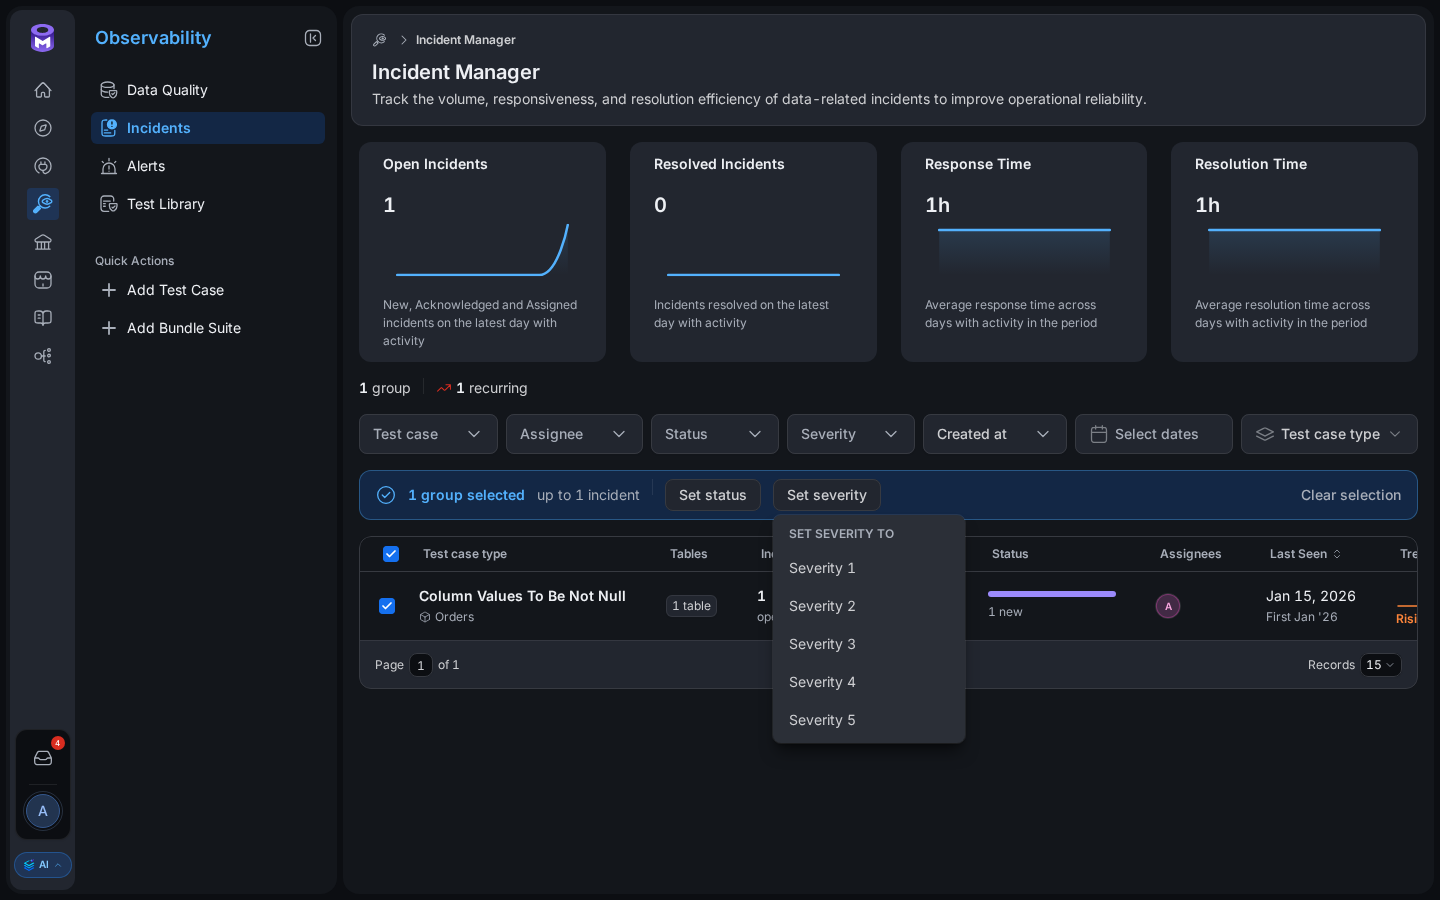 Observability
Data Quality
Incidents
Alerts
Test Library
Quick Actions
Add Test Case
Add Bundle Suite
4
A
AI
Incident Manager
Incident Manager
Track the volume, responsiveness, and resolution efficiency of data-related incidents to improve operational reliability.
Open Incidents
1
New, Acknowledged and Assigned
incidents on the latest day with
activity
Resolved Incidents
0
Incidents resolved on the latest
day with activity
Response Time
1h
Average response time across
days with activity in the period
Resolution Time
1h
Average resolution time across
days with activity in the period
1 group
1 recurring
Test case
Assignee
Status
Severity
Created at
Select dates
Test case type
1 group selected up to 1 incident
Set status
Set severity
Clear selection
SET SEVERITY TO
Severity 1
Severity 2
Severity 3
Severity 4
Severity 5
Test case type
Tables
Status
Assignees
Last Seen
Column Values To Be Not Null
Orders
1 table
1
1 new
A
Jan 15, 2026
First Jan '26
Page 1 of 1
Records 15